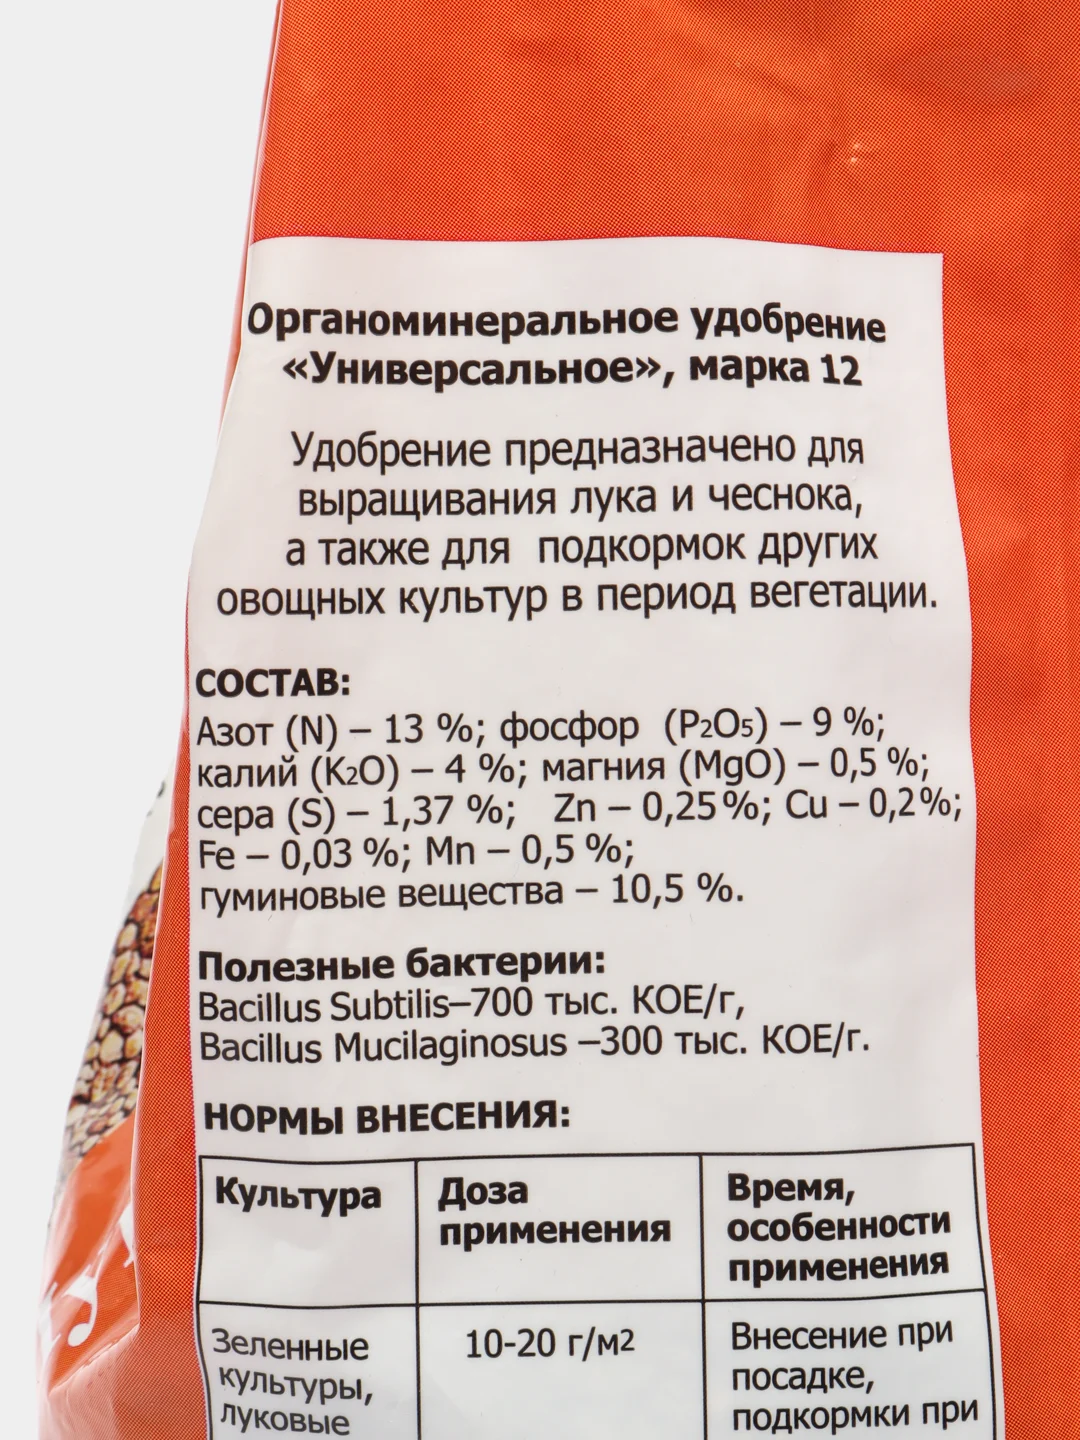 Органоминеральное удобрение
«Универсальное», марка 12
Удобрение предназначено для
выращивания лука и чеснока,
а также для подкормок других
овощных культур в период вегетации.
СОСТАВ:
Азот (N) – 13 %; фосфор (P2O5) – 9 %;
калий (K2O) – 4 %; магния (MgO) – 0,5 %;
сера (S) – 1,37 %; Zn – 0,25%; Cu – 0,2%;
Fe – 0,03 %; Mn – 0,5 %;
гуминовые вещества – 10,5 %.
Полезные бактерии:
Bacillus Subtilis–700 тыс. КОЕ/г,
Bacillus Mucilaginosus –300 тыс. КОЕ/г.
НОРМЫ ВНЕСЕНИЯ:
Культура
Доза
применения
Время,
особенности
применения
Зеленные
культуры,
луковые
10-20 г/м2
Внесение при
посадке,
подкормки при